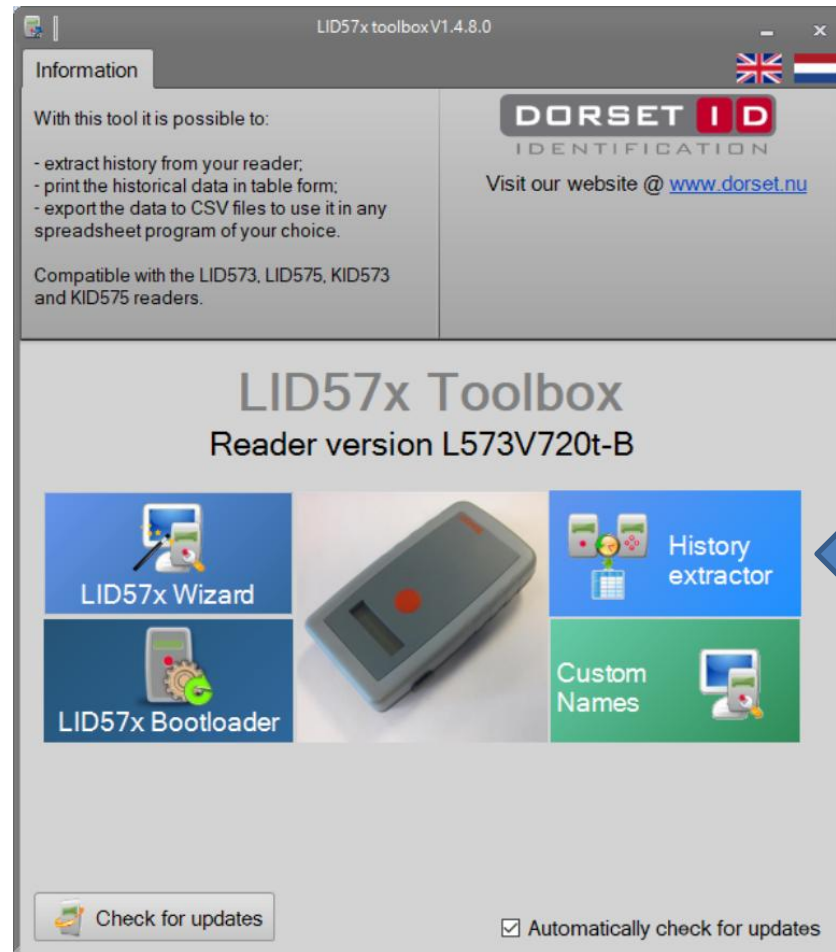 LID57x toolbox V1.4.8.0
Information
With this tool it is possible to:
- extract history from your reader;
- print the historical data in table form;
- export the data to CSV files to use it in any
spreadsheet program of your choice.
Compatible with the LID573, LID575, KID573
and KID575 readers.
DORSET ID
IDENTIFICATION
Visit our website @ www.dorset.nu
LID57x Toolbox
Reader version L573V720t-B
LID57x Wizard
History
extractor
LID57x Bootloader
Custom
Names
Check for updates
Automatically check for updates